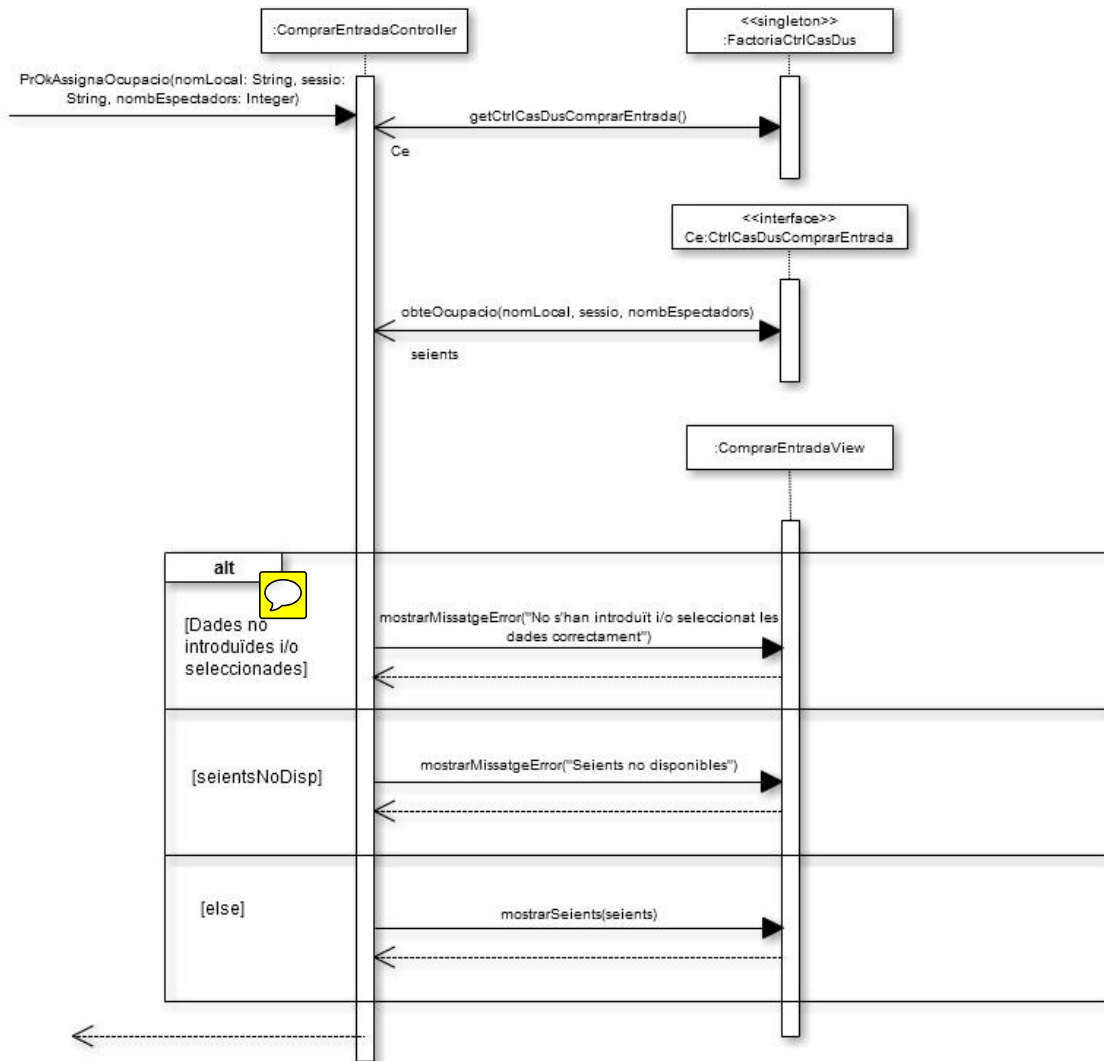 :ComprarEntradaController
<<singleton>>
:FactoriaCtrlCasDus
PrOkAssignaOcupacio(nomLocal: String, sessio:
String, nombEspectadors: Integer)
getCtrlCasDusComprarEntrada()
Ce
<<interface>>
Ce:CtrlCasDusComprarEntrada
obteOcupacio(nomLocal, sessio, nombEspectadors)
seients
:ComprarEntradaView
alt
[Dades no
introduïdes i/o
seleccionades]
mostrarMissatgeError("No s'han introduït i/o seleccionat les
dades correctament")
[seientsNoDisp]
mostrarMissatgeError("Seients no disponibles")
[else]
mostrarSeients(seients)